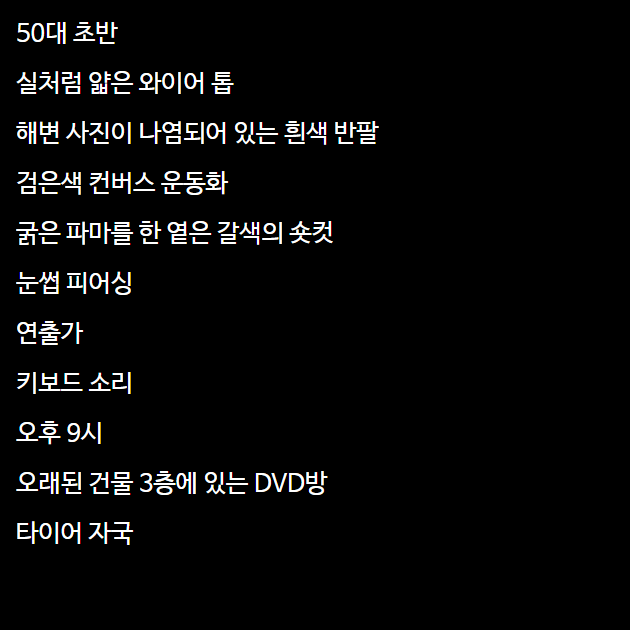 50대 초반
실처럼 얇은 와이어 톱
해변 사진이 나염되어 있는 흰색 반팔
검은색 컨버스 운동화
굵은 파마를 한 옅은 갈색의 숏컷
눈썹 피어싱
연출가
키보드 소리
오후 9시
오래된 건물 3층에 있는 DVD방
타이어 자국